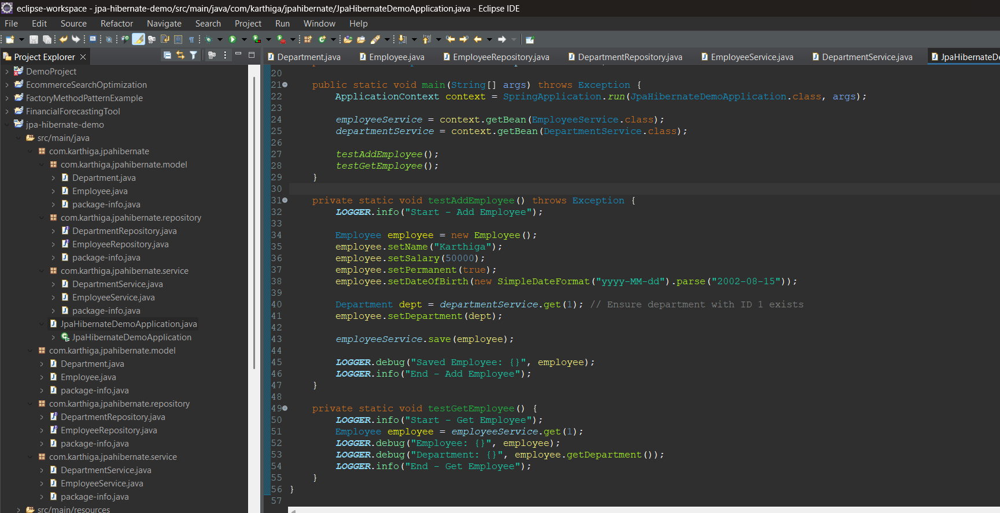 eclipse-workspace - jpa-hibernate-demo/src/main/java/com/karthiga/jpahibernate/JpaHibernateDemoApplication.java - Eclipse IDE
File Edit Source Refactor Navigate Search Project Run Window Help
Project Explorer
DemoProject
EcommerceSearchOptimization
FactoryMethodPatternExample
FinancialForecastingTool
jpa-hibernate-demo
src/main/java
com.karthiga.jpahibernate
com.karthiga.jpahibernate.model
Department.java
Employee.java
package-info.java
com.karthiga.jpahibernate.repository
DepartmentRepository.java
EmployeeRepository.java
package-info.java
com.karthiga.jpahibernate.service
DepartmentService.java
EmployeeService.java
package-info.java
JpaHibernateDemoApplication.java
JpaHibernateDemoApplication
com.karthiga.jpahibernate.model
Department.java
Employee.java
package-info.java
com.karthiga.jpahibernate.repository
DepartmentRepository.java
EmployeeRepository.java
package-info.java
com.karthiga.jpahibernate.service
DepartmentService.java
EmployeeService.java
package-info.java
src/main/resources
Department.java Employee.java EmployeeRepository.java DepartmentRepository.java EmployeeService.java DepartmentService.java JpaHibernateD
20
21 public static void main(String[] args) throws Exception {
22 ApplicationContext context = SpringApplication.run(JpaHibernateDemoApplication.class, args);
23
24 employeeService = context.getBean(EmployeeService.class);
25 departmentService = context.getBean(DepartmentService.class);
26
27 testAddEmployee();
28 testGetEmployee();
29 }
30
31 private static void testAddEmployee() throws Exception {
32 LOGGER.info("Start - Add Employee");
33
34 Employee employee = new Employee();
35 employee.setName("Karthiga");
36 employee.setSalary(50000);
37 employee.setPermanent(true);
38 employee.setDateOfBirth(new SimpleDateFormat("yyyy-MM-dd").parse("2002-08-15"));
39
40 Department dept = departmentService.get(1); // Ensure department with ID 1 exists
41 employee.setDepartment(dept);
42
43 employeeService.save(employee);
44
45 LOGGER.debug("Saved Employee: {}", employee);
46 LOGGER.info("End - Add Employee");
47 }
48
49 private static void testGetEmployee() {
50 LOGGER.info("Start - Get Employee");
51 Employee employee = employeeService.get(1);
52 LOGGER.debug("Employee: {}", employee);
53 LOGGER.debug("Department: {}", employee.getDepartment());
54 LOGGER.info("End - Get Employee");
55 }
56 }
57